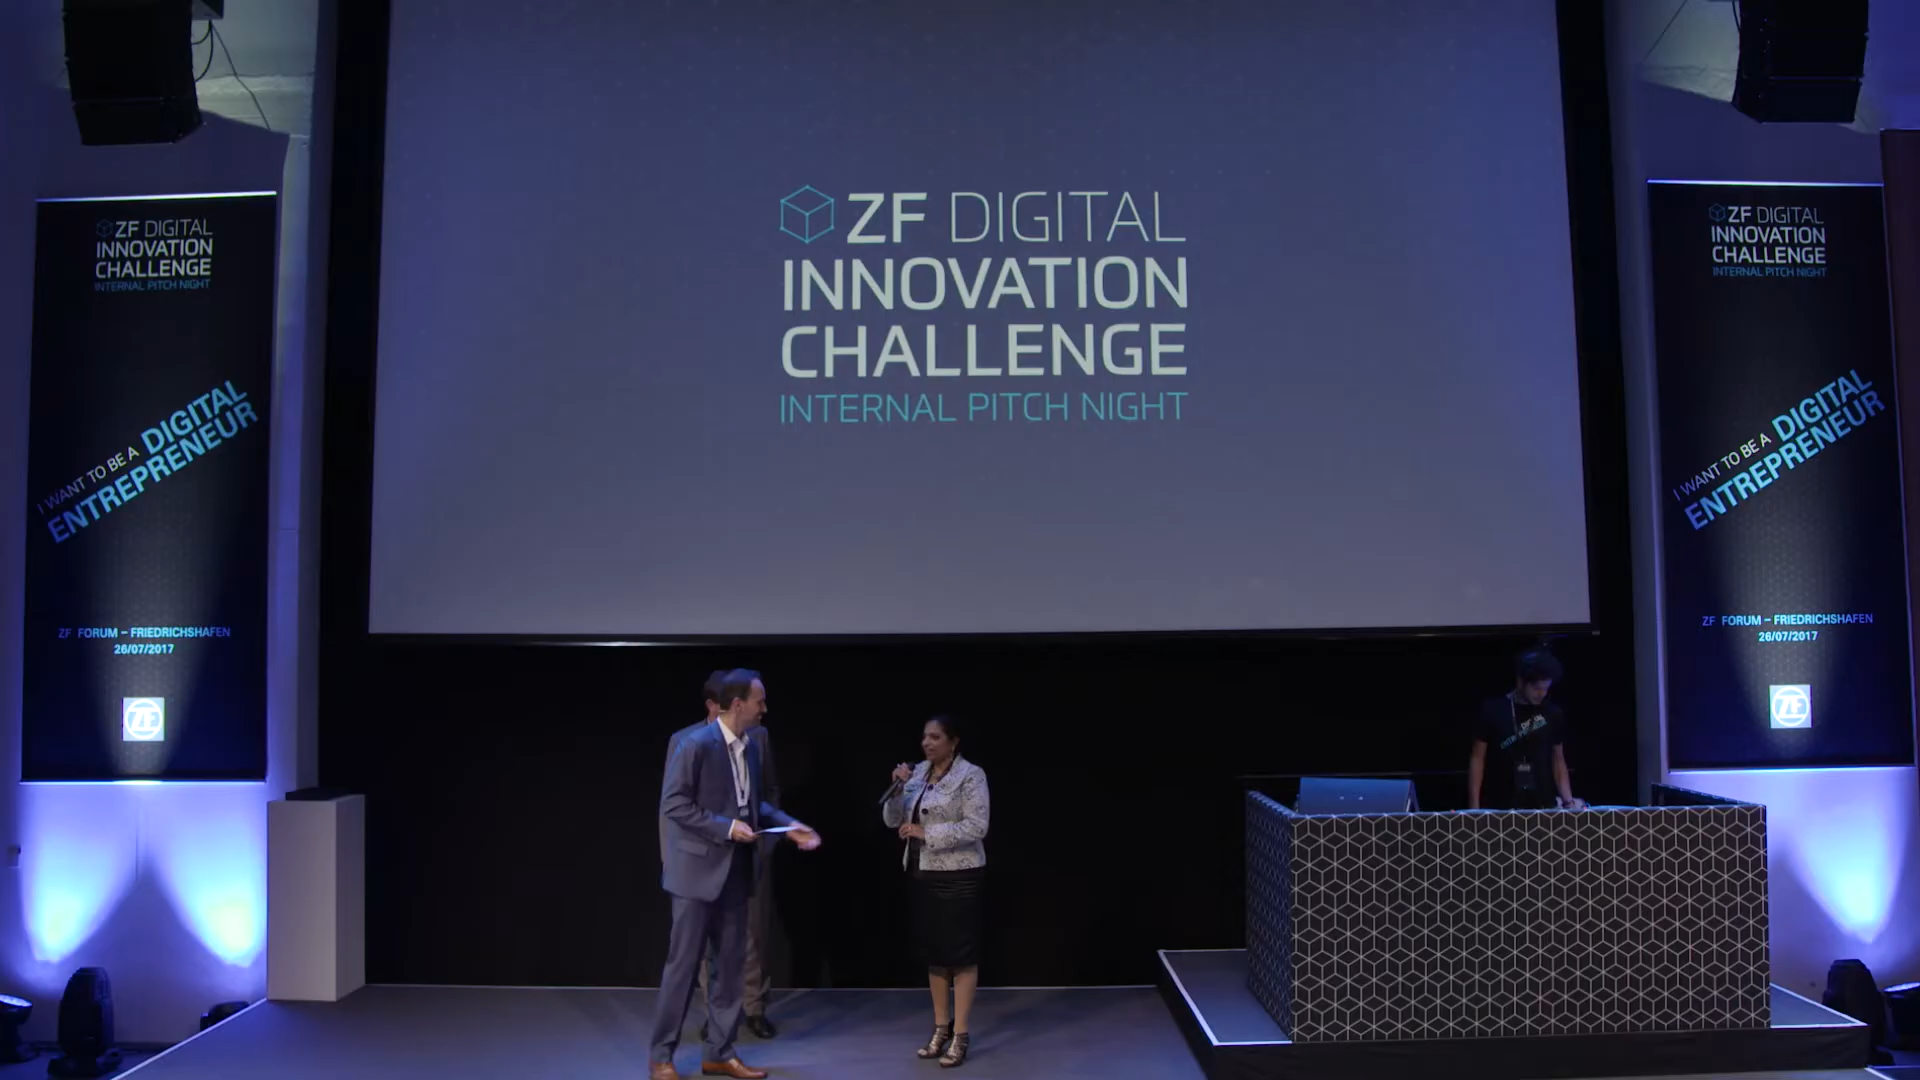 ZF DIGITAL
INNOVATION
CHALLENGE
INTERNAL PITCH NIGHT
ZF DIGITAL
INNOVATION
CHALLENGE
INTERNAL PITCH NIGHT
I WANT TO BE A DIGITAL
ENTREPRENEUR
ZF FORUM – FRIEDRICHSHAFEN
26/07/2017
ZF
ZF DIGITAL
INNOVATION
CHALLENGE
INTERNAL PITCH NIGHT
I WANT TO BE A DIGITAL
ENTREPRENEUR
ZF FORUM – FRIEDRICHSHAFEN
26/07/2017
ZF